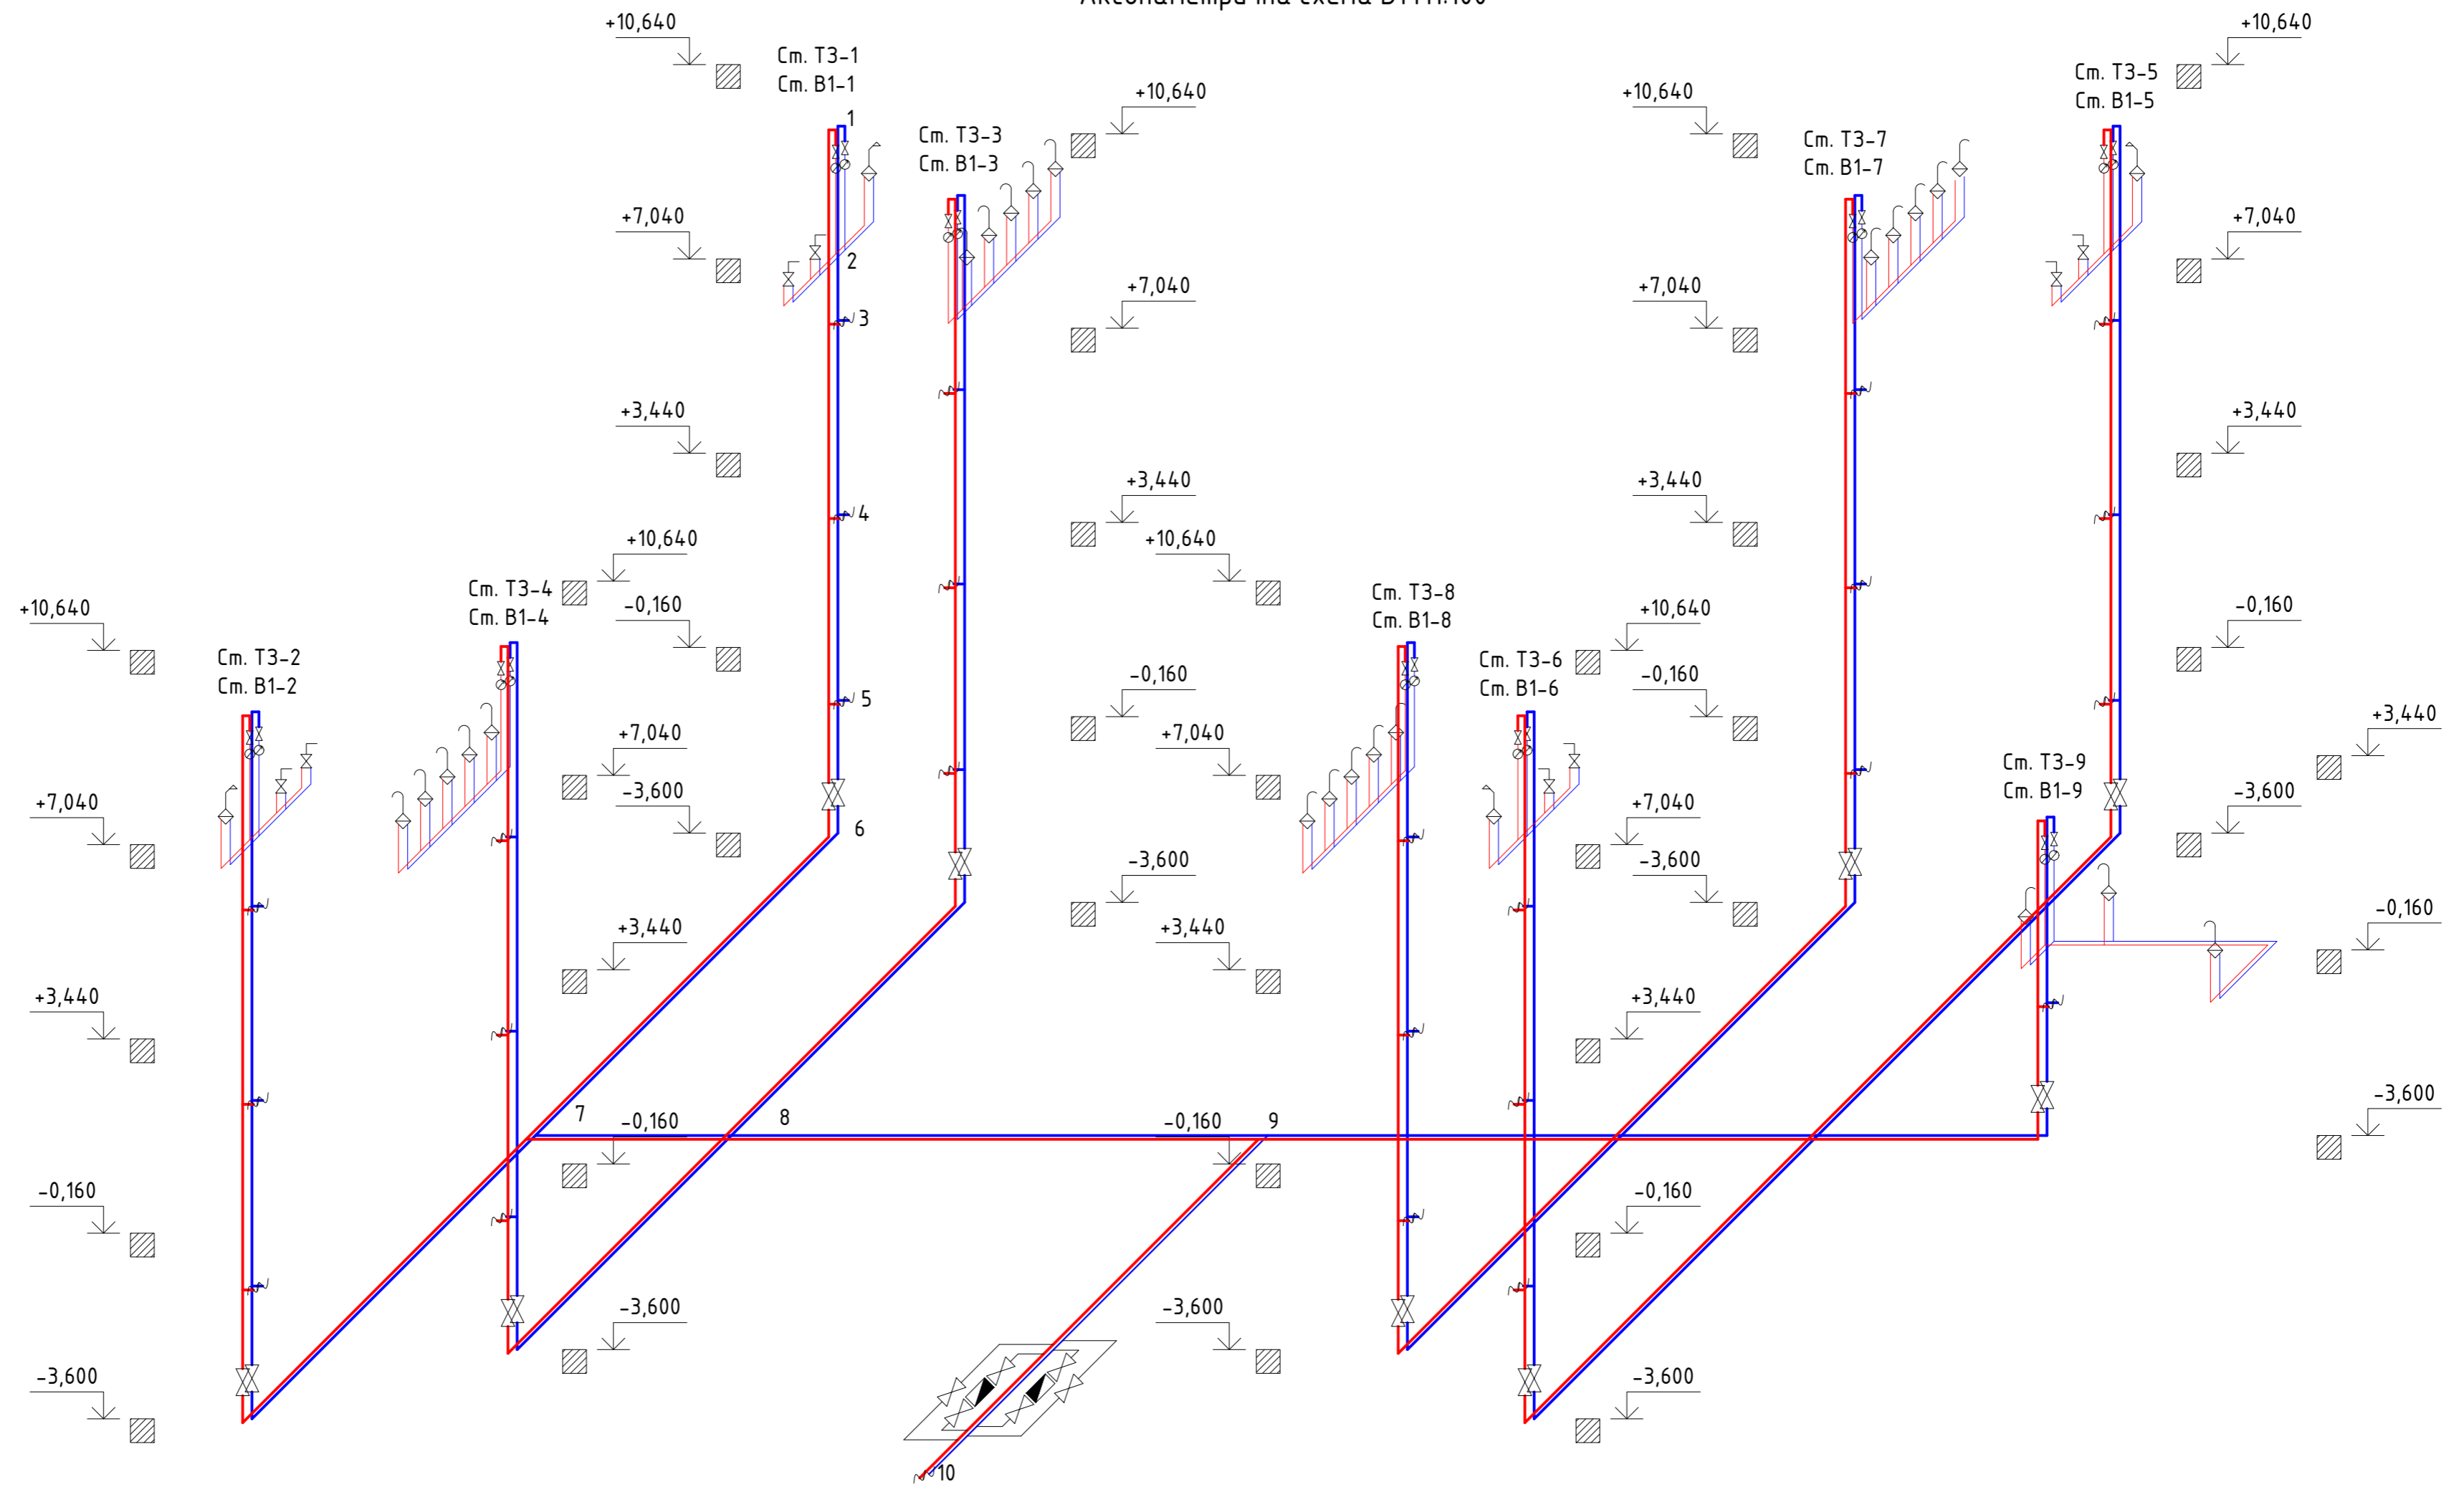 +10,640
+10,640
Ст. Т3-1
Ст. В1-1
Ст. Т3-5
Ст. В1-5
+10,640
+10,640
1
Ст. Т3-3
Ст. В1-3
Ст. Т3-7
Ст. В1-7
+7,040
+7,040
2
+7,040
+7,040
3
+3,440
+3,440
+3,440
+3,440
4
+10,640
+10,640
Ст. Т3-4
Ст. В1-4
Ст. Т3-8
Ст. В1-8
+10,640
-0,160
+10,640
-0,160
Ст. Т3-2
Ст. В1-2
Ст. Т3-6
Ст. В1-6
-0,160
-0,160
5
+7,040
+7,040
+3,440
Ст. Т3-9
Ст. В1-9
+7,040
-3,600
+7,040
-3,600
6
-3,600
-3,600
+3,440
+3,440
-0,160
+3,440
+3,440
7
8
-0,160
-0,160
9
-3,600
-0,160
-0,160
-3,600
-3,600
-3,600
-3,600
10